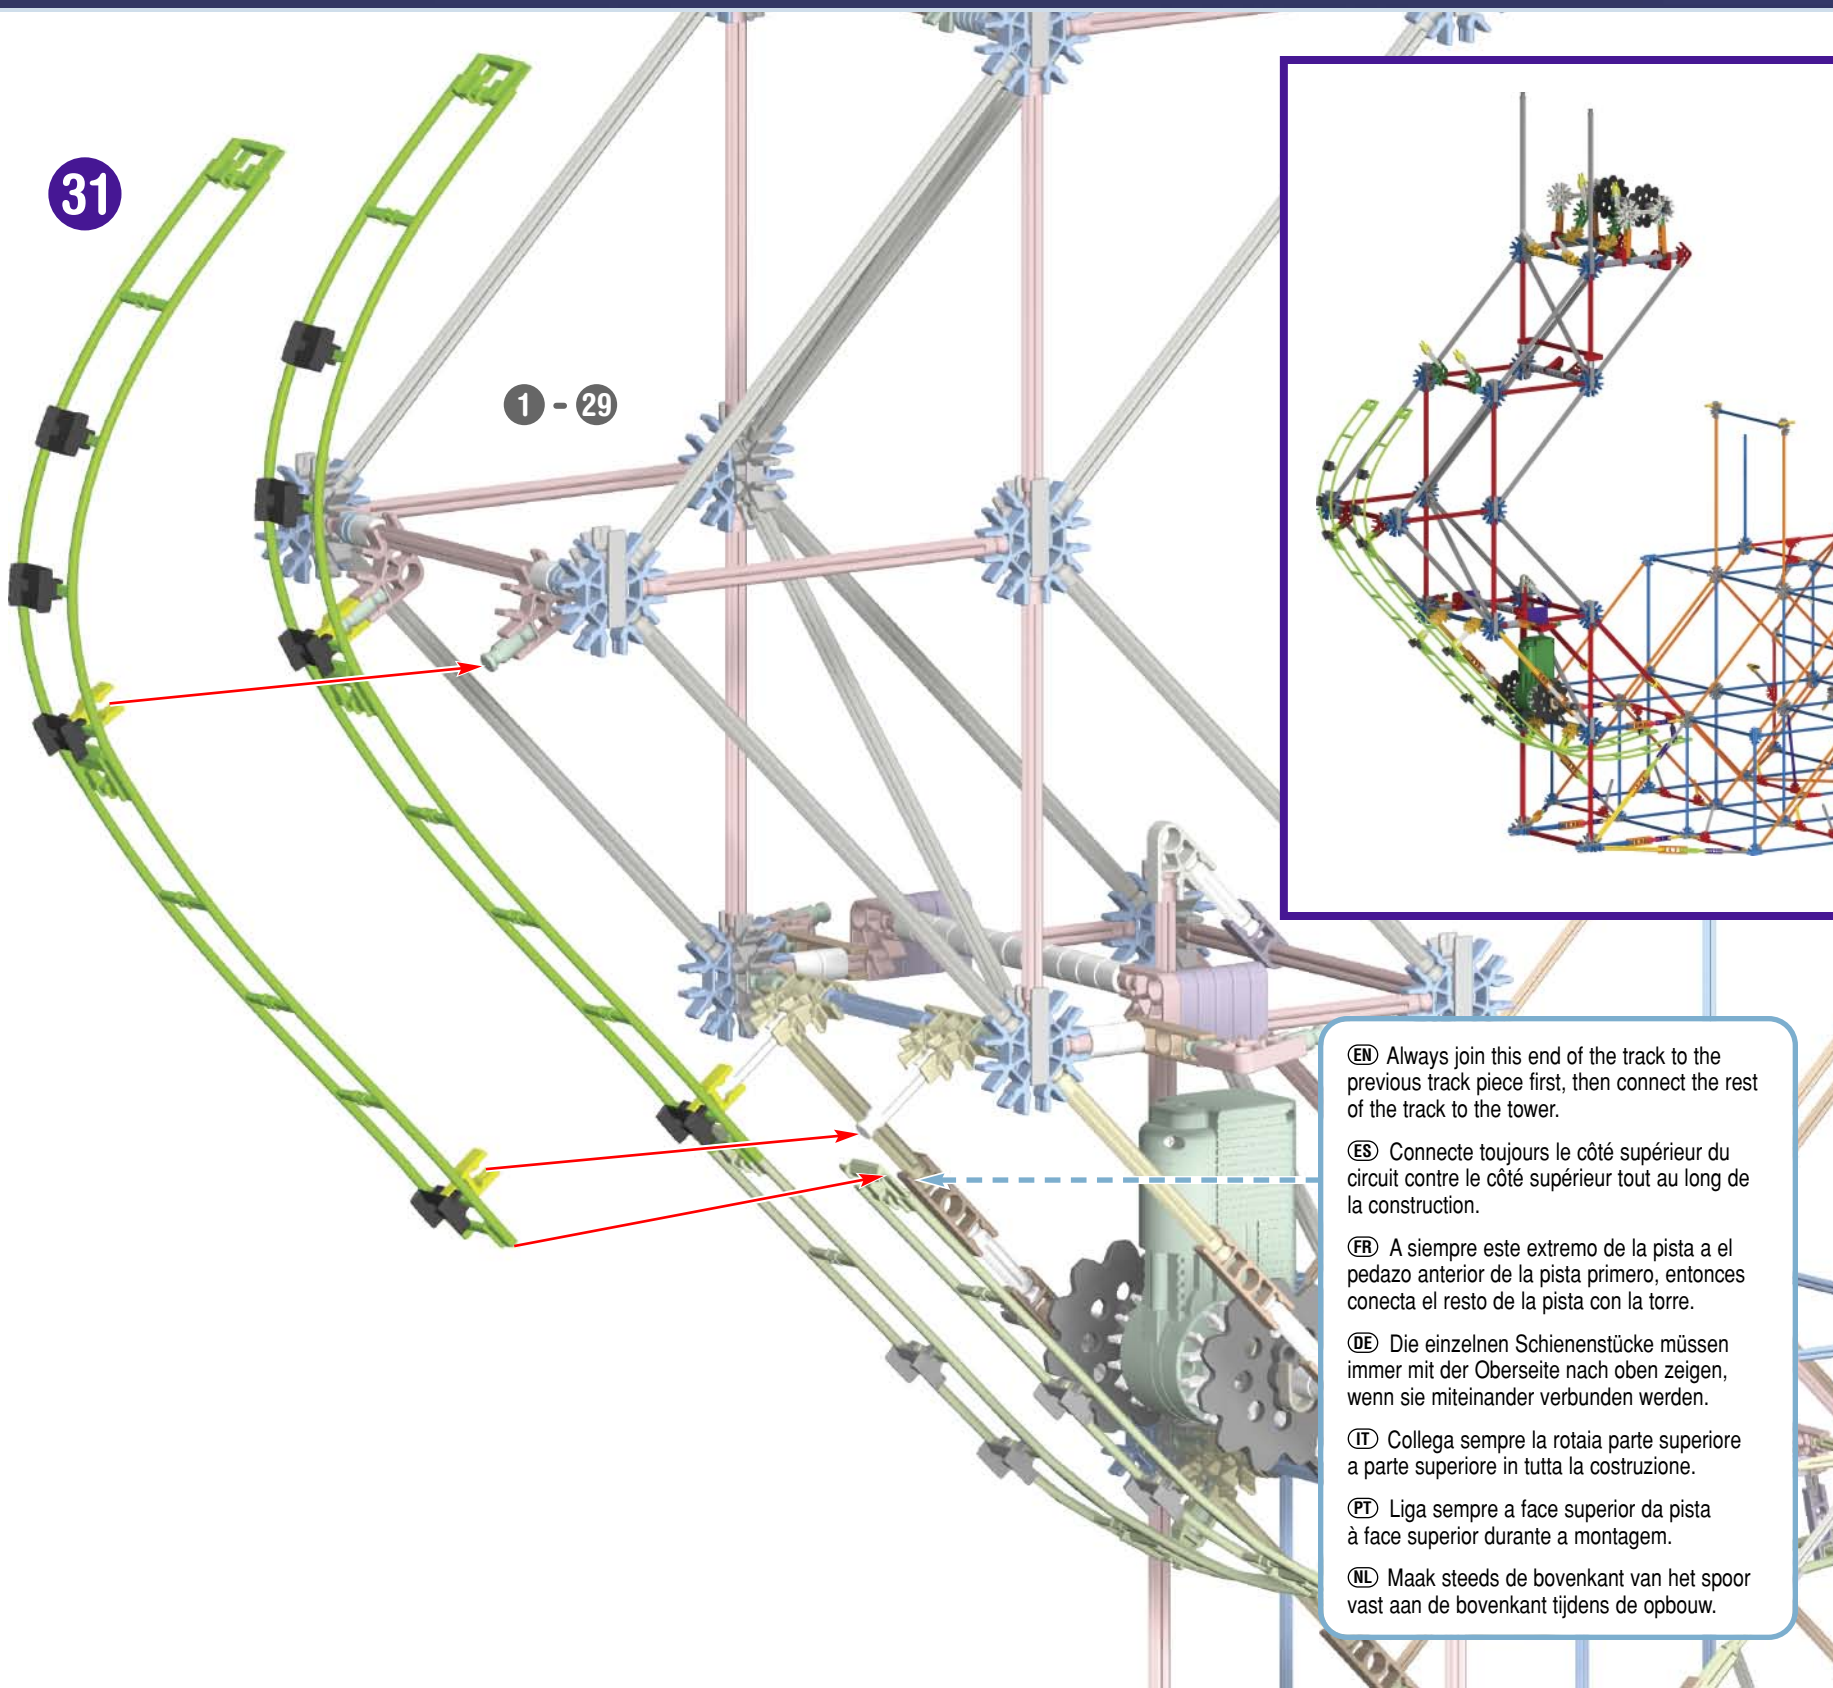 31
1 - 29
EN Always join this end of the track to the
previous track piece first, then connect the rest
of the track to the tower.
ES Connecte toujours le côté supérieur du
circuit contre le côté supérieur tout au long de
la construction.
FR A siempre este extremo de la pista a el
pedazo anterior de la pista primero, entonces
conecta el resto de la pista con la torre.
DE Die einzelnen Schienenstücke müssen
immer mit der Oberseite nach oben zeigen,
wenn sie miteinander verbunden werden.
IT Collega sempre la rotaia parte superiore
a parte superiore in tutta la costruzione.
PT Liga sempre a face superior da pista
à face superior durante a montagem.
NL Maak steeds de bovenkant van het spoor
vast aan de bovenkant tijdens de opbouw.